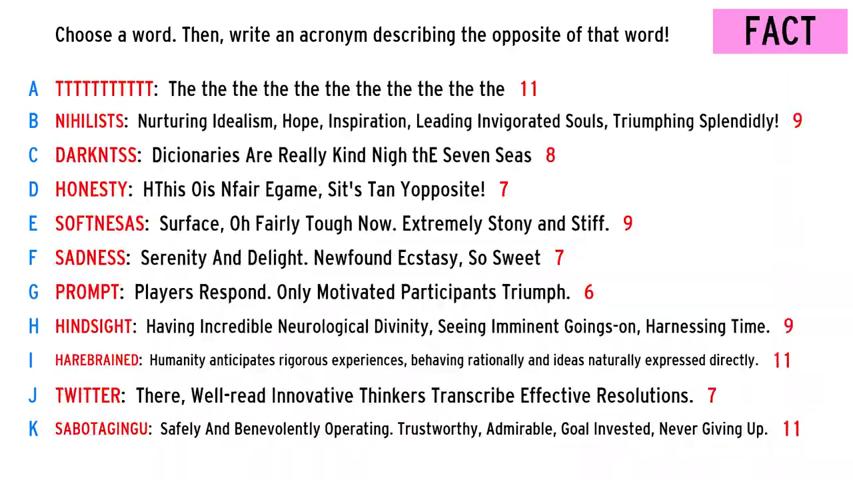 Choose a word. Then, write an acronym describing the opposite of that word!
FACT
A TTTTTTTTTTT: The the the the the the the the the the the 11
B NIHILISTS: Nurturing Idealism, Hope, Inspiration, Leading Invigorated Souls, Triumphing Splendidly! 9
C DARKNTSS: Dicionaries Are Really Kind Nigh thE Seven Seas 8
D HONESTY: HThis Ois Nfair Egame, Sit's Tan Yopposite! 7
E SOFTNESAS: Surface, Oh Fairly Tough Now. Extremely Stony and Stiff. 9
F SADNESS: Serenity And Delight. Newfound Ecstasy, So Sweet 7
G PROMPT: Players Respond. Only Motivated Participants Triumph. 6
H HINDSIGHT: Having Incredible Neurological Divinity, Seeing Imminent Goings-on, Harnessing Time. 9
I HAREBRAINED: Humanity anticipates rigorous experiences, behaving rationally and ideas naturally expressed directly. 11
J TWITTER: There, Well-read Innovative Thinkers Transcribe Effective Resolutions. 7
K SABOTAGINGU: Safely And Benevolently Operating. Trustworthy, Admirable, Goal Invested, Never Giving Up. 11